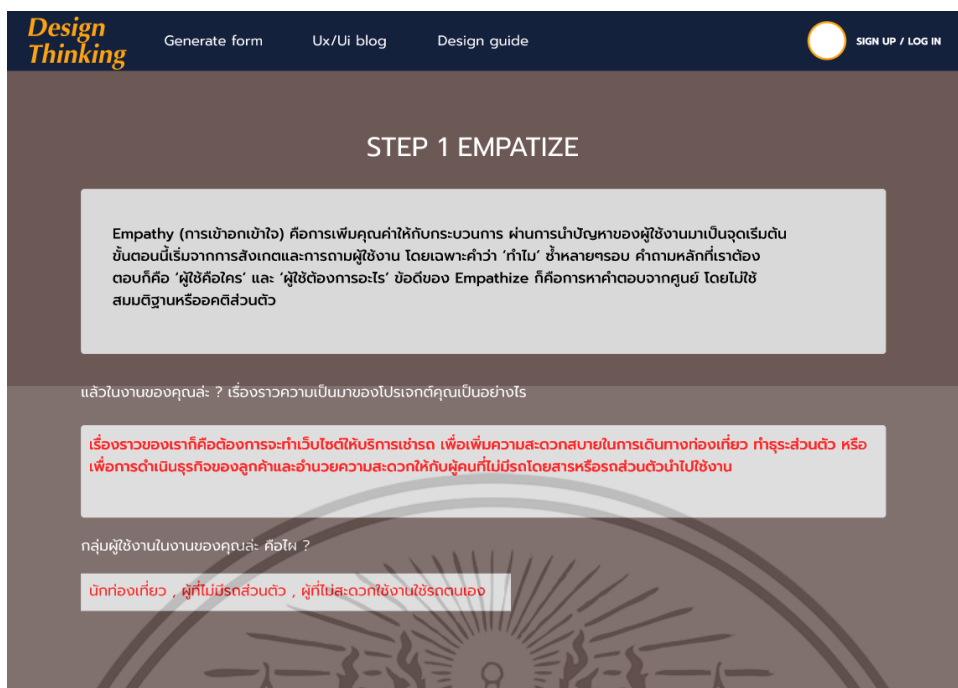 Design
Thinking
Generate form
Ux/Ui blog
Design guide
SIGN UP / LOG IN
STEP 1 EMPATIZE
Empathy (การเข้าอกเข้าใจ) คือการเพิ่มคุณค่าให้กับกระบวนการ ผ่านการนำปัญหาของผู้ใช้งานมาเป็นจุดเริ่มต้น
ขั้นตอนนี้เริ่มจากการสังเกตและการถามผู้ใช้งาน โดยเฉพาะคำว่า ‘ทำไม’ ซ้ำหลายๆรอบ คำถามหลักที่เราต้อง
ตอบก็คือ ‘ผู้ใช้คือใคร’ และ ‘ผู้ใช้ต้องการอะไร’ ข้อดีของ Empathize ก็คือการหาคำตอบจากศูนย์ โดยไม่ใช้
สมมติฐานหรืออคติส่วนตัว
แล้วในงานของคุณล่ะ ? เรื่องราวความเป็นมาของโปรเจกต์คุณเป็นอย่างไร
เรื่องราวของเราก็คือต้องการจะทำเว็บไซต์ให้บริการเช่ารถ เพื่อเพิ่มความสะดวกสบายในการเดินทางท่องเที่ยว ทำธุระส่วนตัว หรือ
เพื่อการดำเนินธุรกิจของลูกค้าและอำนวยความสะดวกให้กับผู้คนที่ไม่มีรถโดยสารหรือรถส่วนตัวนำไปใช้งาน
กลุ่มผู้ใช้งานในงานของคุณล่ะ คือไผ ?
นักท่องเที่ยว , ผู้ที่ไม่มีรถส่วนตัว , ผู้ที่ไม่สะดวกใช้งานใช้รถตนเอง